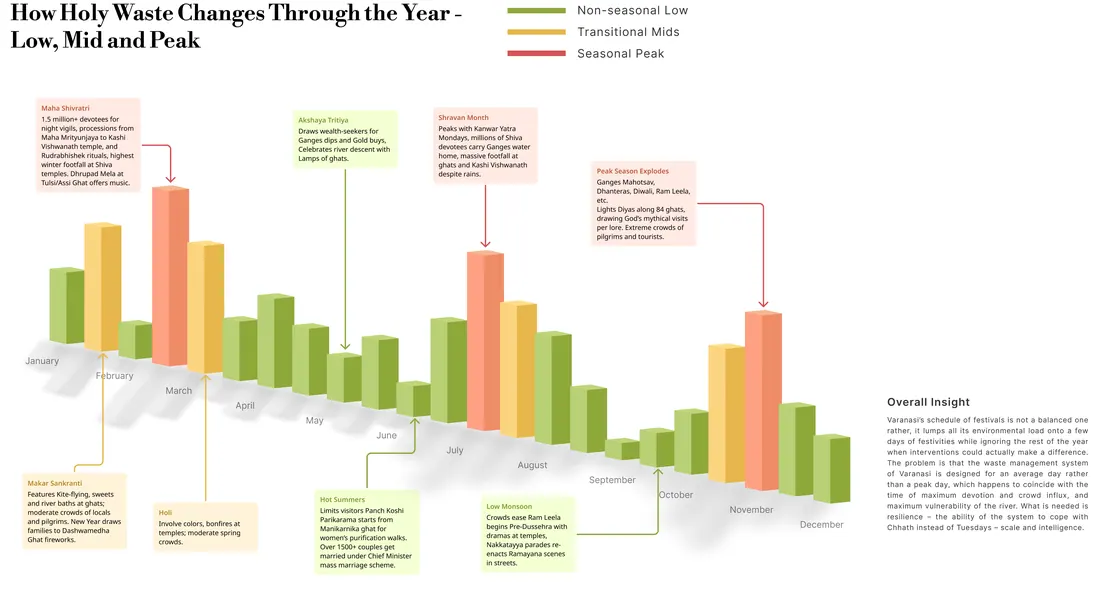 How Holy Waste Changes Through the Year -
Low, Mid and Peak
Non-seasonal Low
Transitional Mids
Seasonal Peak
Maha Shivratri
1.5 million+ devotees for
night vigils, processions from
Maha Mrityunjaya to Kashi
Vishwanath temple, and
Rudrabhishek rituals, highest
winter footfall at Shiva
temples. Dhrupad Mela at
Tulsi/Assi Ghat offers music.
Akshaya Tritiya
Draws wealth-seekers for
Ganges dips and Gold buys,
Celebrates river descent with
Lamps of ghats.
Shravan Month
Peaks with Kanwar Yatra
Mondays, millions of Shiva
devotees carry Ganges water
home, massive footfall at
ghats and Kashi Vishwanath
despite rains.
Peak Season Explodes
Ganges Mahotsav,
Dhanteras, Diwali, Ram Leela,
etc.
Lights Diyas along 84 ghats,
drawing God's mythical visits
per lore. Extreme crowds of
pilgrims and tourists.
January
February
March
April
May
June
July
August
September
October
November
December
Makar Sankranti
Features Kite-flying, sweets
and river baths at ghats;
moderate crowds of locals
and pilgrims. New Year draws
families to Dashwamedha
Ghat fireworks.
Holi
Involve colors, bonfires at
temples; moderate spring
crowds.
Hot Summers
Limits visitors Panch Koshi
Parikarama starts from
Manikarnika ghat for
women's purification walks.
Over 1500+ couples get
married under Chief Minister
mass marriage scheme.
Low Monsoon
Crowds ease Ram Leela
begins Pre-Dussehra with
dramas at temples,
Nakkatayya parades re-
enacts Ramayana scenes
in streets.
Overall Insight
Varanasi's schedule of festivals is not a balanced one
rather, it lumps all its environmental load onto a few
days of festivities while ignoring the rest of the year
when interventions could actually make a difference.
The problem is that the waste management system
of Varanasi is designed for an average day rather
than a peak day, which happens to coincide with the
time of maximum devotion and crowd influx, and
maximum vulnerability of the river. What is needed is
resilience – the ability of the system to cope with
Chhath instead of Tuesdays – scale and intelligence.